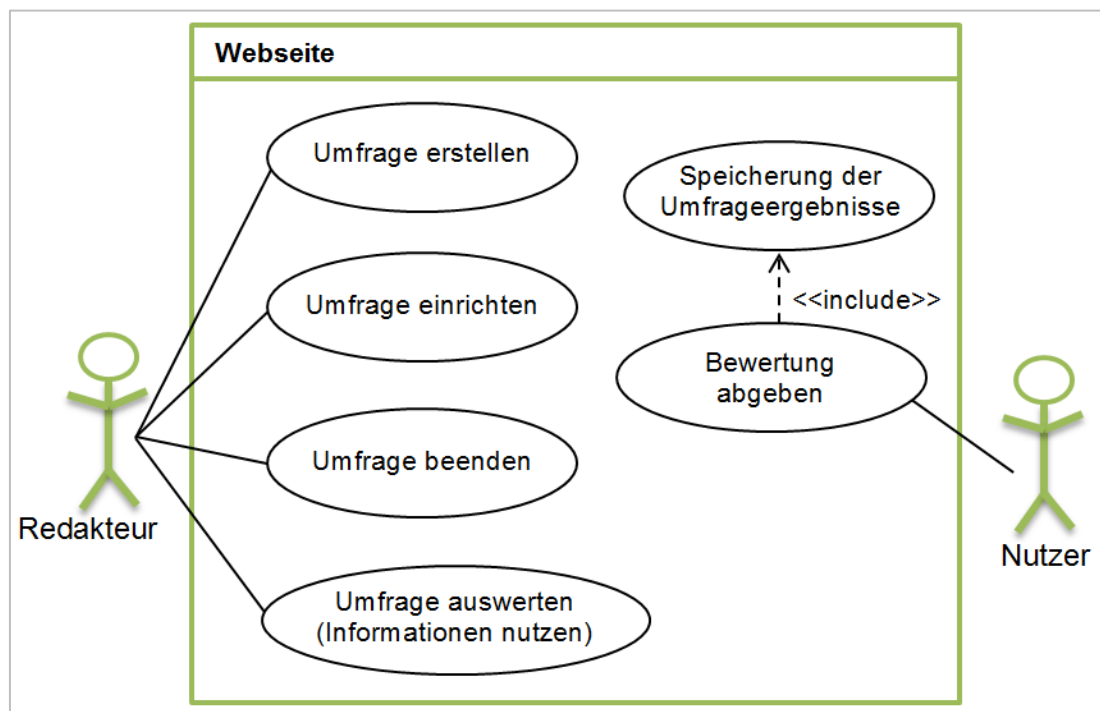 Webseite
Umfrage erstellen
Umfrage einrichten
Umfrage beenden
Umfrage auswerten
(Informationen nutzen)
Speicherung der
Umfrageergebnisse
<<include>>
Bewertung
abgeben
Redakteur
Nutzer